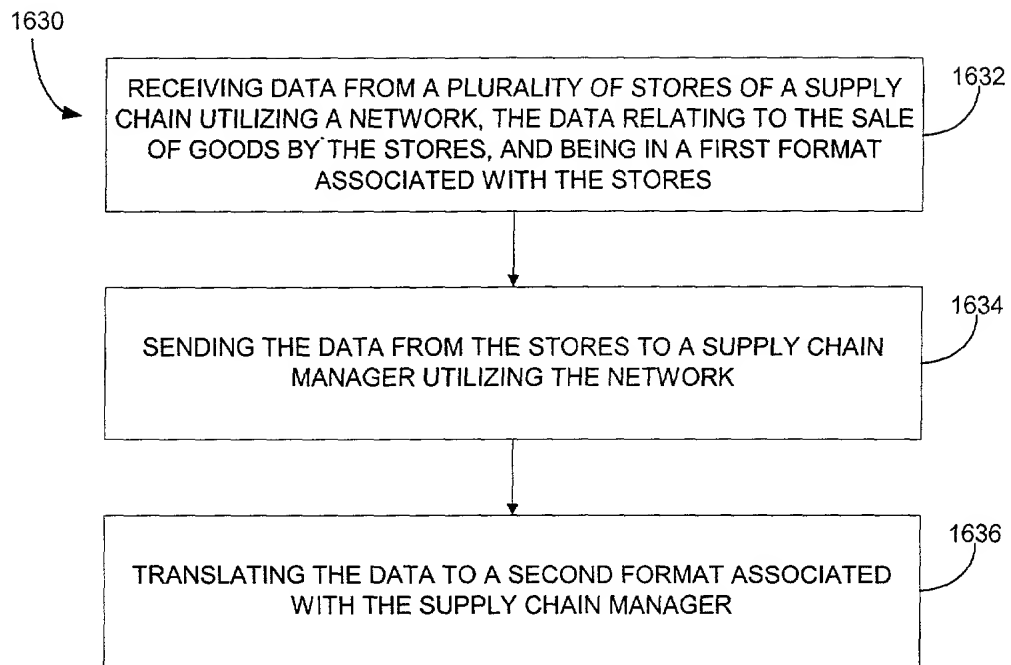 1630
RECEIVING DATA FROM A PLURALITY OF STORES OF A SUPPLY
CHAIN UTILIZING A NETWORK, THE DATA RELATING TO THE SALE
OF GOODS BY THE STORES, AND BEING IN A FIRST FORMAT
ASSOCIATED WITH THE STORES
1632
SENDING THE DATA FROM THE STORES TO A SUPPLY CHAIN
MANAGER UTILIZING THE NETWORK
1634
TRANSLATING THE DATA TO A SECOND FORMAT ASSOCIATED
WITH THE SUPPLY CHAIN MANAGER
1636